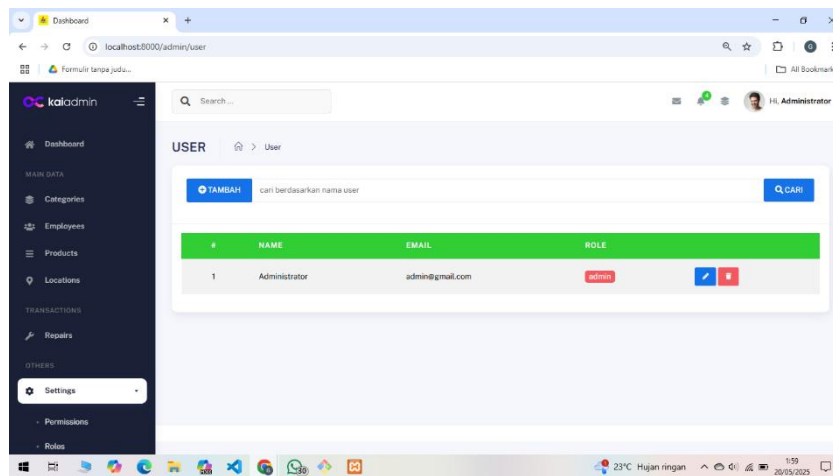 Dashboard
localhost:8000/admin/user
Formulir tanpa judu...
All Bookmark
kaiadmin
Search ...
4
Hi, Administrator
Dashboard
MAIN DATA
Categories
Employees
Products
Locations
TRANSACTIONS
Repairs
OTHERS
Settings
Permissions
Roles
USER > User
TAMBAH cari berdasarkan nama user CARI
# NAME EMAIL ROLE
1 Administrator admin@gmail.com admin
23°C Hujan ringan
1:59
20/05/2025